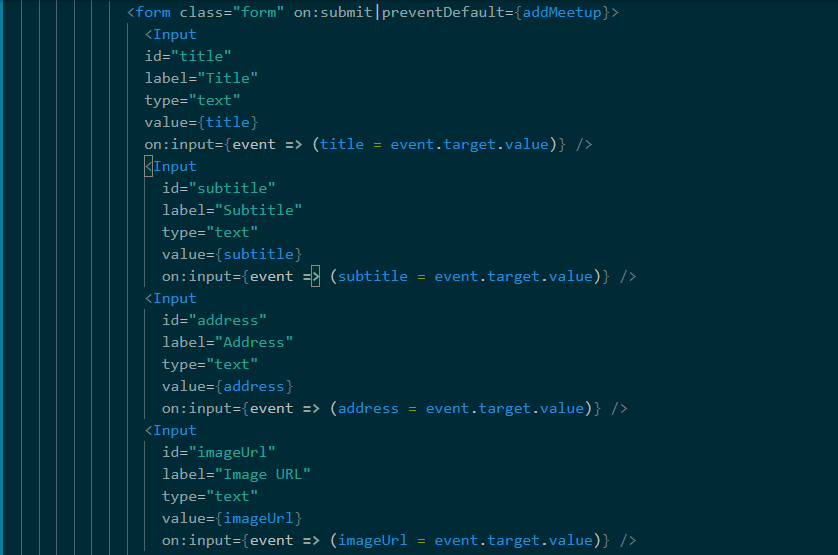 <form class="form" on:submit|preventDefault={addMeetup}>
<Input
id="title"
label="Title"
type="text"
value={title}
on:input={event => (title = event.target.value)} />
<Input
id="subtitle"
label="Subtitle"
type="text"
value={subtitle}
on:input={event => (subtitle = event.target.value)} />
<Input
id="address"
label="Address"
type="text"
value={address}
on:input={event => (address = event.target.value)} />
<Input
id="imageUrl"
label="Image URL"
type="text"
value={imageUrl}
on:input={event => (imageUrl = event.target.value)} />